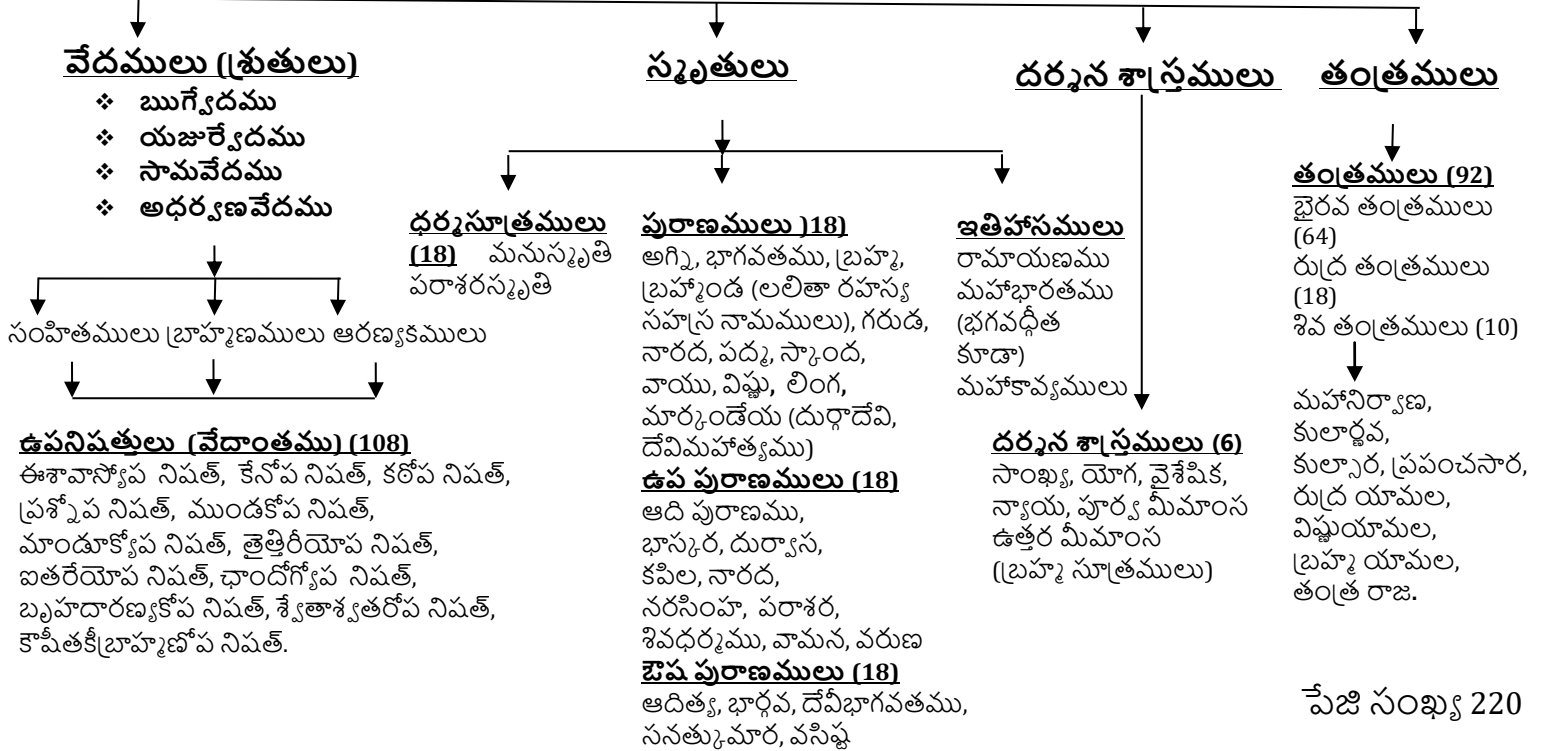 వేదములు (శ్రుతులు)
❖ ఋగ్వేదము
❖ యజుర్వేదము
❖ సామవేదము
❖ అధర్వణవేదము
సంహితములు బ్రాహ్మణములు ఆరణ్యకములు
ఉపనిషత్తులు (వేదాంతము) (108)
ఈశావాస్యోప నిషత్, కేనోప నిషత్, కఠోప నిషత్,
ప్రశ్నోప నిషత్, ముండకోప నిషత్,
మాండూక్యోప నిషత్, తైత్తిరీయోప నిషత్,
ఐతరేయోప నిషత్, ఛాందోగ్యోప నిషత్,
బృహదారణ్యకోప నిషత్, శ్వేతాశ్వతరోప నిషత్,
కౌషీతకీబ్రాహ్మణోప నిషత్.
స్మృతులు
ధర్మసూత్రములు
(18) మనుస్మృతి
పరాశరస్మృతి
పురాణములు )18)
అగ్ని, భాగవతము, బ్రహ్మ,
బ్రహ్మాండ (లలితా రహస్య
సహస్ర నామములు), గరుడ,
నారద, పద్మ, స్కాంద,
వాయు, విష్ణు, లింగ,
మార్కండేయ (దుర్గాదేవి,
దేవిమహాత్యము)
ఉప పురాణములు (18)
ఆది పురాణము,
భాస్కర, దుర్వాస,
కపిల, నారద,
నరసింహ, పరాశర,
శివధర్మము, వామన, వరుణ
ఔష పురాణములు (18)
ఆదిత్య, భార్గవ, దేవీభాగవతము,
సనత్కుమార, వసిష్ట
ఇతిహాసములు
రామాయణము
మహాభారతము
(భగవద్గీత
కూడా)
మహాకావ్యములు
దర్శన శాస్త్రములు
దర్శన శాస్త్రములు (6)
సాంఖ్య, యోగ, వైశేషిక,
న్యాయ, పూర్వ మీమాంస
ఉత్తర మీమాంస
(బ్రహ్మ సూత్రములు)
తంత్రములు
తంత్రములు (92)
భైరవ తంత్రములు
(64)
రుద్ర తంత్రములు
(18)
శివ తంత్రములు (10)
మహానిర్వాణ,
కులార్ణవ,
కుల్సార, ప్రపంచసార,
రుద్ర యామల,
విష్ణుయామల,
బ్రహ్మ యామల,
తంత్ర రాజ.
పేజి సంఖ్య 220